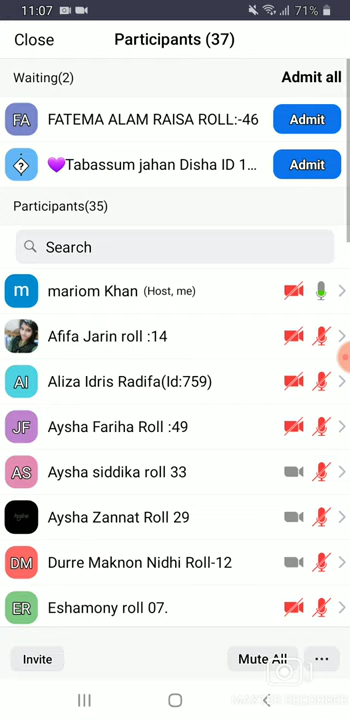 11:07 71%
Close Participants (37)
Waiting(2) Admit all
FA FATEMA ALAM RAISA ROLL:-46 Admit
? 💜Tabassum jahan Disha ID 1... Admit
Participants(35)
Search
m mariom Khan (Host, me)
Afifa Jarin roll :14
AI Aliza Idris Radifa(Id:759)
JF Aysha Fariha Roll :49
AS Aysha siddika roll 33
Aysha Zannat Roll 29
DM Durre Maknon Nidhi Roll-12
ER Eshamony roll 07.
Invite Mute All ...